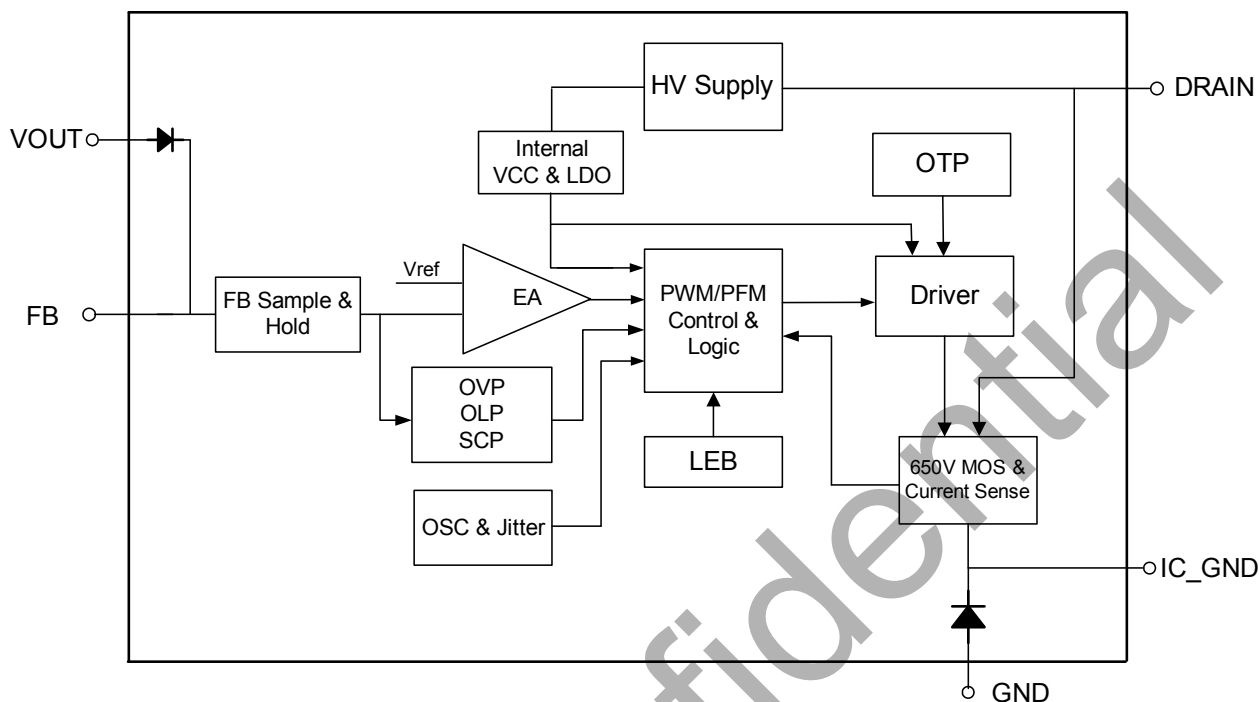 HV Supply
DRAIN
VOUT
Internal
VCC & LDO
OTP
Vref
EA
FB
FB Sample &
Hold
PWM/PFM
Control &
Logic
Driver
OVP
OLP
SCP
LEB
650V MOS &
Current Sense
OSC & Jitter
IC_GND
GND